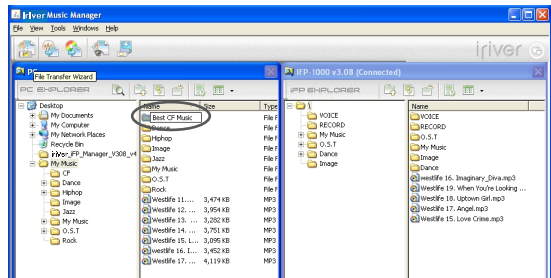 iriver Music Manager
File View Tools Windows Help
iriver
PC
File Transfer Wizard
PC EXPLORER
Desktop
My Documents
My Computer
My Network Places
Recycle Bin
iriver_iFP_Manager_V308_v4
My Music
CF
Dance
Hiphop
Image
Jazz
My Music
O.S.T
Rock
Name Size Type
Best CF Music File F
Dance File F
Hiphop File F
Image File F
Jazz File F
My Music File F
O.S.T File F
Rock File F
Westlife 11.... 3,474 KB MP3
Westlife 12. ... 3,954 KB MP3
Westlife 13. ... 3,282 KB MP3
Westlife 14. ... 3,751 KB MP3
Westlife 15. L... 3,095 KB MP3
westlife 16. I... 3,452 KB MP3
Westlife 17. ... 4,119 KB MP3
IFP-1000 v3.08 (Connected)
IFP EXPLORER
\
VOICE
RECORD
My Music
O.S.T
Dance
Image
Name
VOICE
RECORD
O.S.T
My Music
Image
Dance
westlife 16. Imaginary_Diva.mp3
Westlife 19. When You're Looking ...
Westlife 18. Uptown Girl.mp3
Westlife 17. Angel.mp3
Westlife 15. Love Crime.mp3